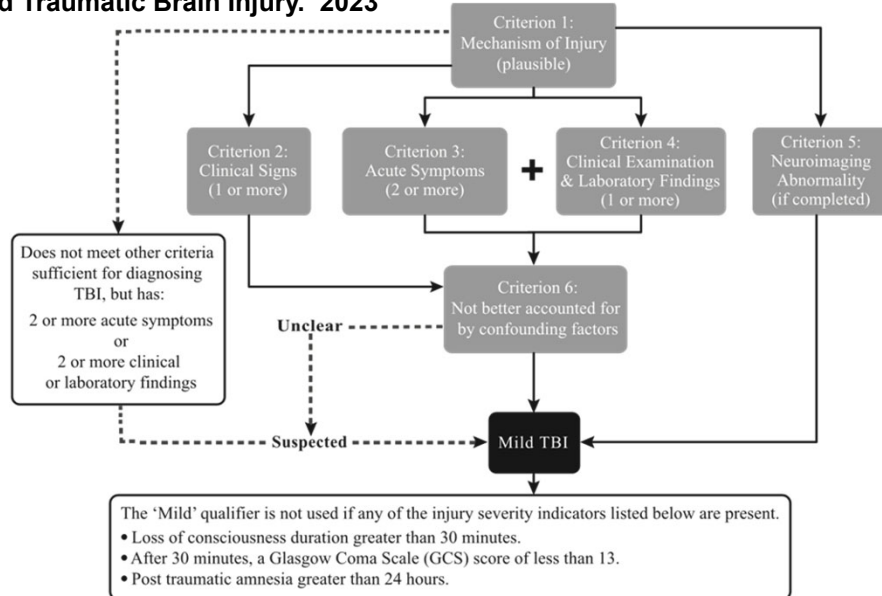 d Traumatic Brain Injury. 2023
Criterion 1:
Mechanism of Injury
(plausible)
Criterion 2:
Clinical Signs
(1 or more)
Criterion 3:
Acute Symptoms
(2 or more)
+
Criterion 4:
Clinical Examination
& Laboratory Findings
(1 or more)
Criterion 5:
Neuroimaging
Abnormality
(if completed)
Does not meet other criteria
sufficient for diagnosing
TBI, but has:
2 or more acute symptoms
or
2 or more clinical
or laboratory findings
Criterion 6:
Not better accounted for
by confounding factors
Unclear
Suspected
Mild TBI
The ‘Mild’ qualifier is not used if any of the injury severity indicators listed below are present.
• Loss of consciousness duration greater than 30 minutes.
• After 30 minutes, a Glasgow Coma Scale (GCS) score of less than 13.
• Post traumatic amnesia greater than 24 hours.